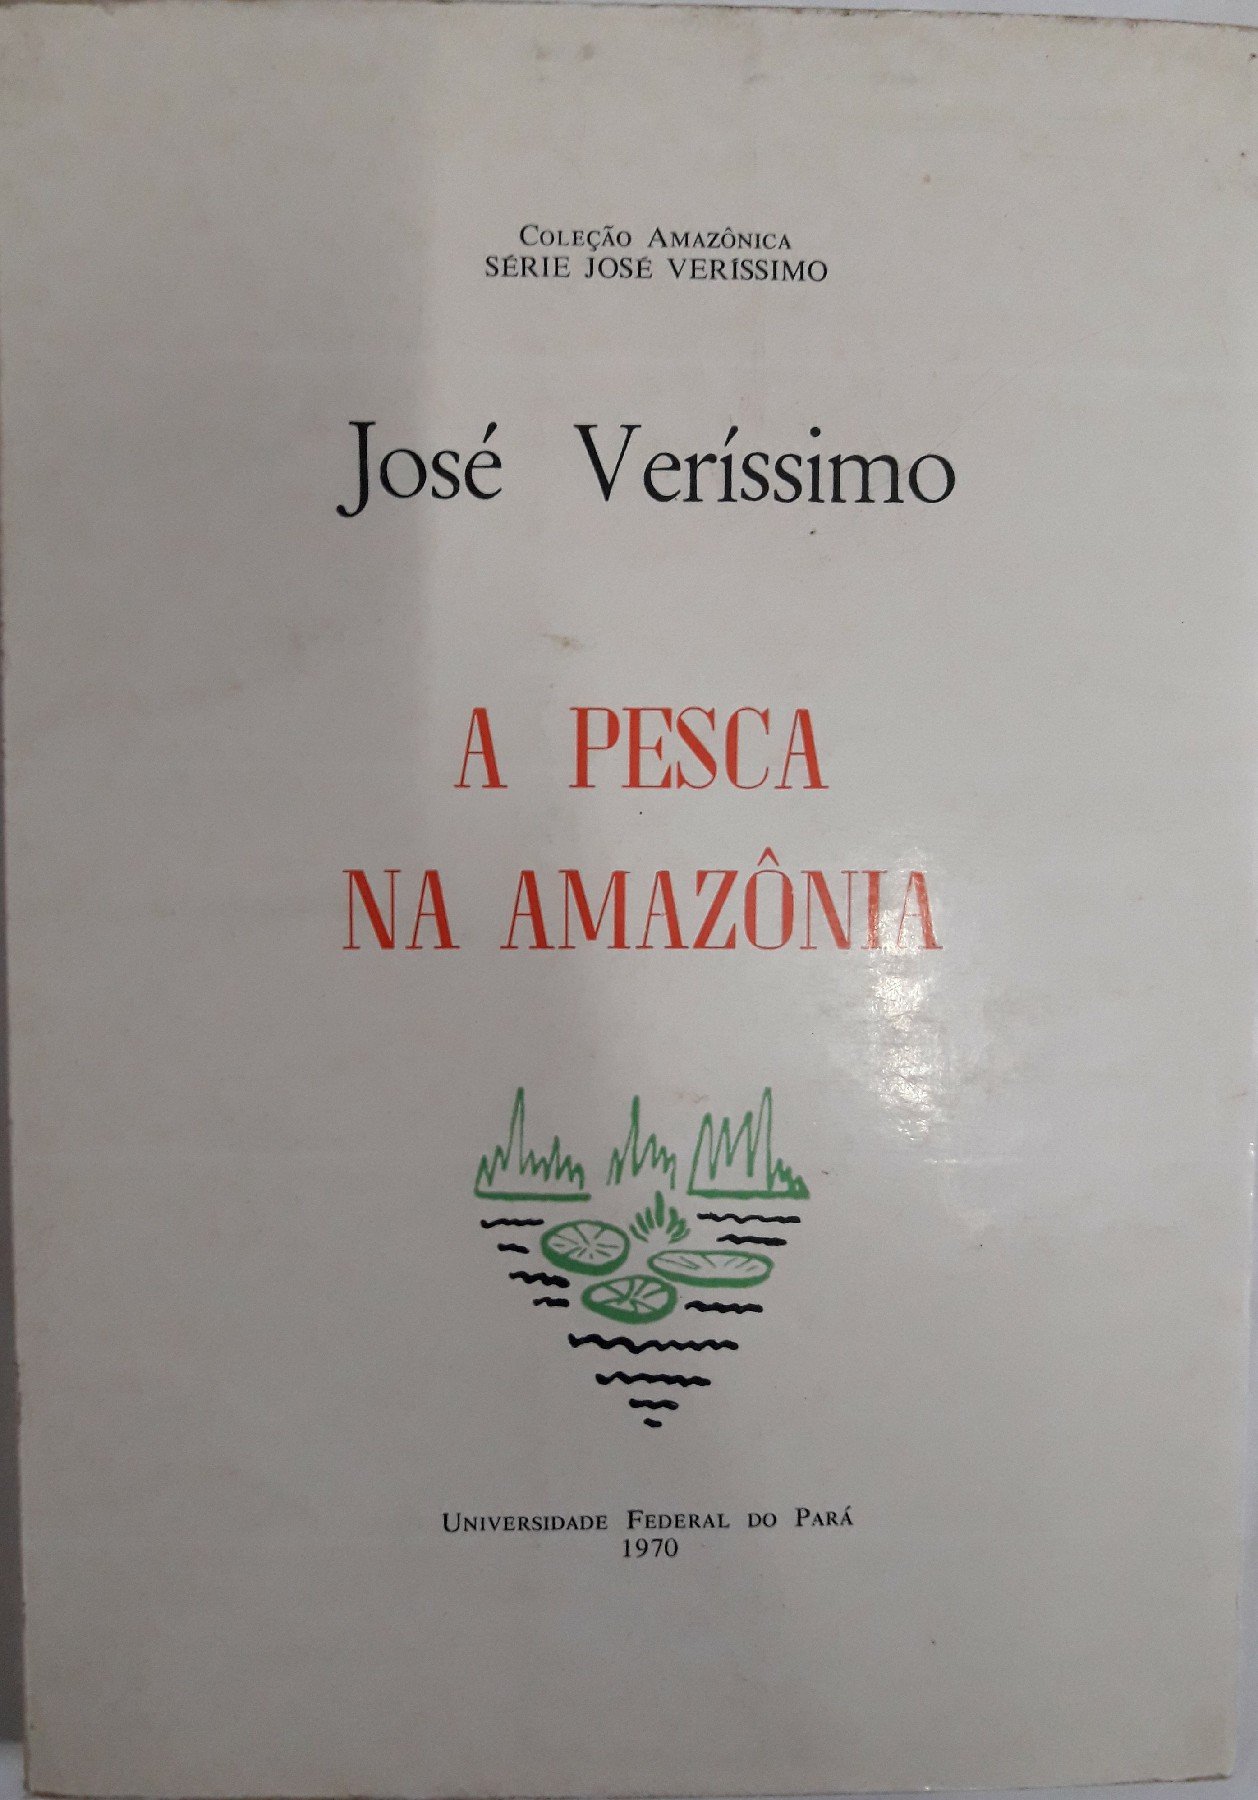 COLEÇÃO AMAZÔNICA
SÉRIE JOSÉ VERÍSSIMO
José Veríssimo
A PESCA
NA AMAZÔNIA
UNIVERSIDADE FEDERAL DO PARÁ
1970